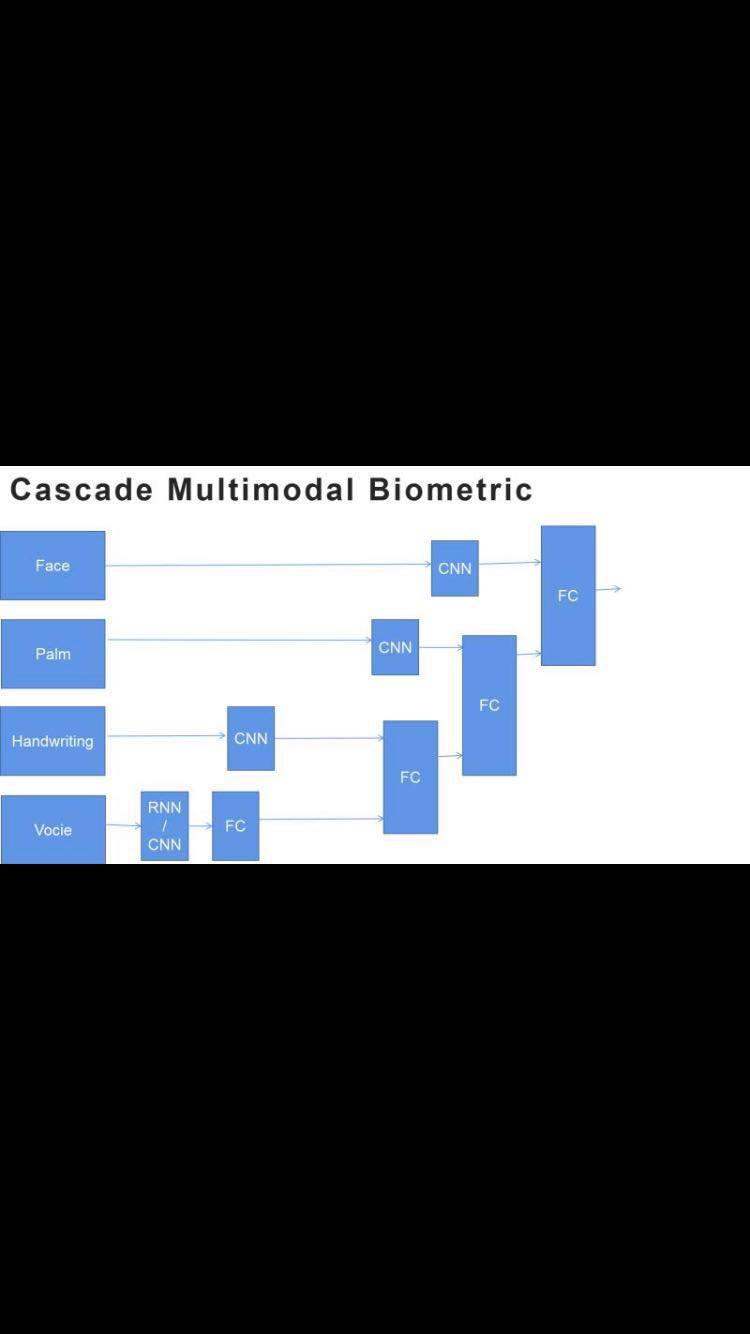 Cascade Multimodal Biometric
Face
CNN
FC
Palm
CNN
FC
Handwriting
CNN
FC
Vocie
RNN
/
CNN
FC